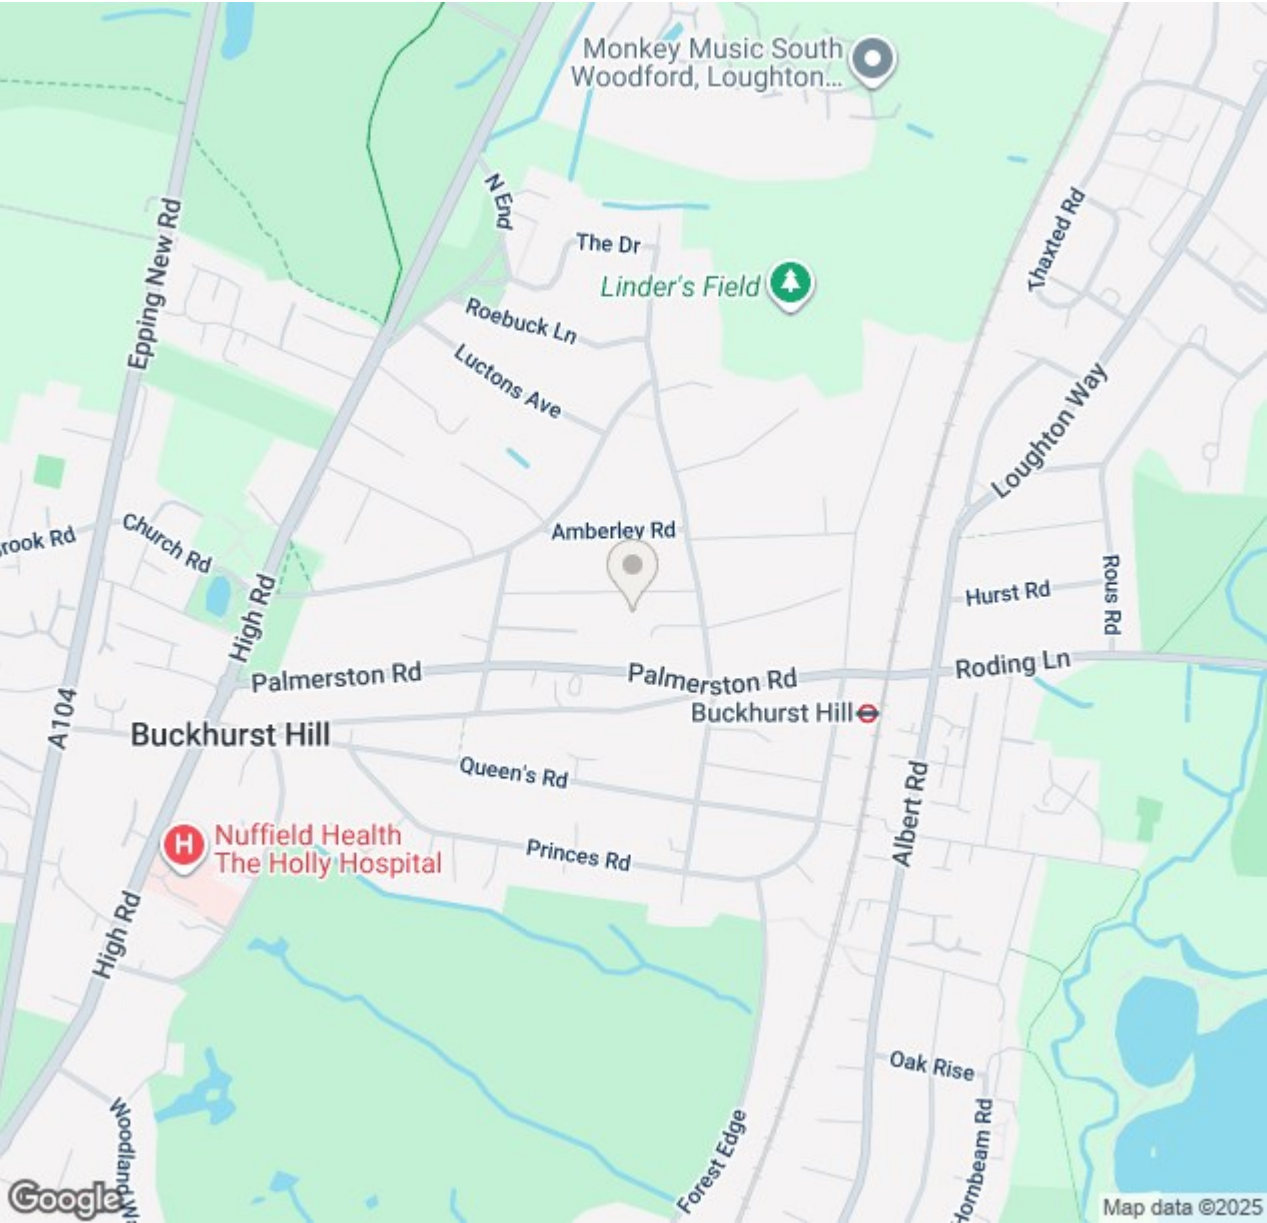 Monkey Music South
Woodford, Loughton...
N End
The Dr
Linder's Field
Thaxted Rd
Epping New Rd
Roebuck Ln
Luctons Ave
Loughton Way
Church Rd
Amberley Rd
High Rd
Hurst Rd
Rous Rd
Palmerston Rd
Palmerston Rd
Roding Ln
A104
Buckhurst Hill
Buckhurst Hill
Queen's Rd
Albert Rd
Nuffield Health
The Holly Hospital
Princes Rd
High Rd
Oak Rise
Woodland
Forest Edge
Hornbeam Rd
Google
Map data ©2025